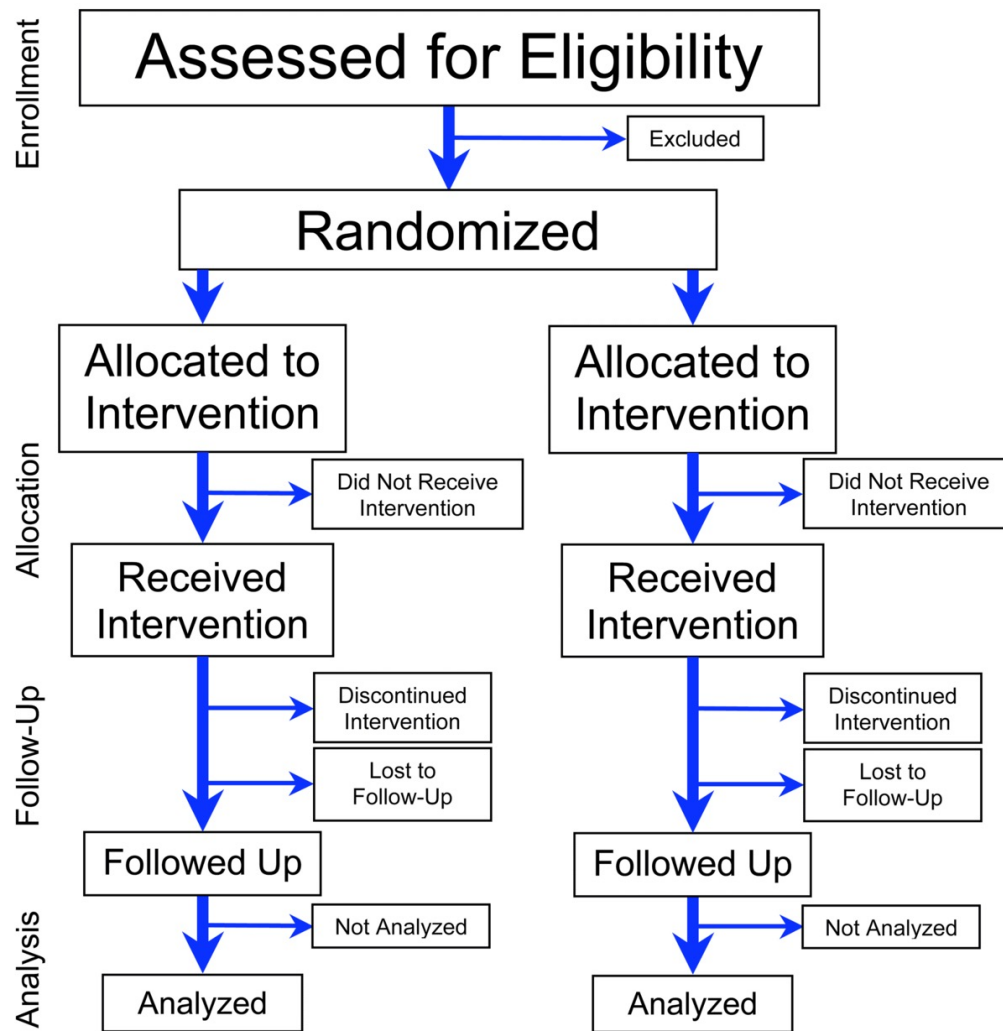 Enrollment
Assessed for Eligibility
Excluded
Randomized
Allocation
Allocated to
Intervention
Did Not Receive
Intervention
Received
Intervention
Allocated to
Intervention
Did Not Receive
Intervention
Received
Intervention
Follow-Up
Discontinued
Intervention
Lost to
Follow-Up
Followed Up
Discontinued
Intervention
Lost to
Follow-Up
Followed Up
Analysis
Not Analyzed
Analyzed
Not Analyzed
Analyzed